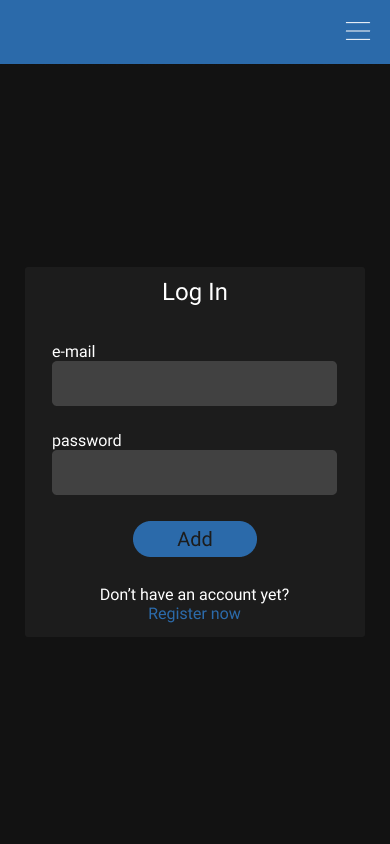 Log In
e-mail
password
Add
Don’t have an account yet?
Register now